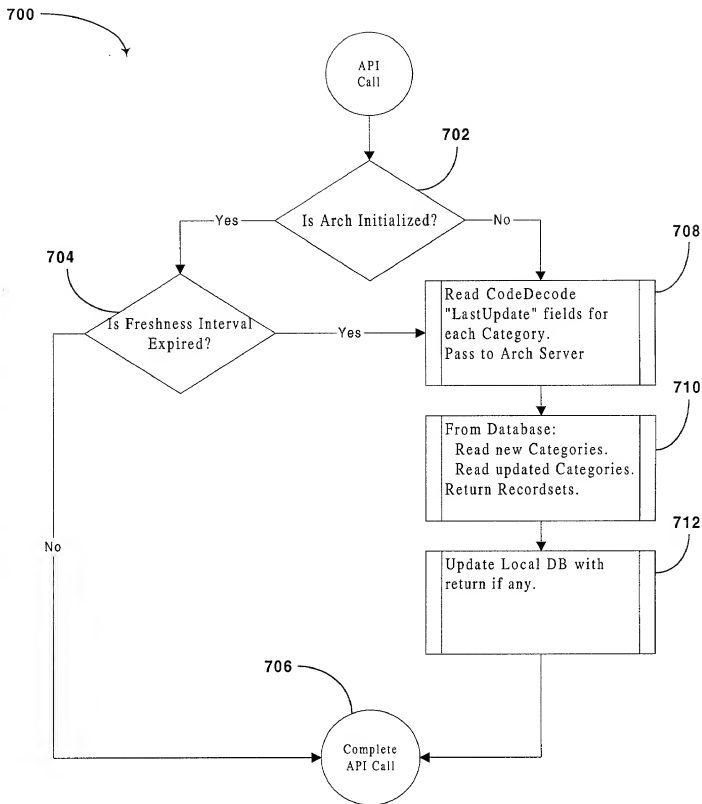 700
API
Call
702
Is Arch Initialized?
Yes
No
704
708
Is Freshness Interval
Expired?
Yes
Read CodeDecode
"LastUpdate" fields for
each Category.
Pass to Arch Server
710
From Database:
Read new Categories.
Read updated Categories.
Return Recordsets.
712
No
Update Local DB with
return if any.
706
Complete
API Call